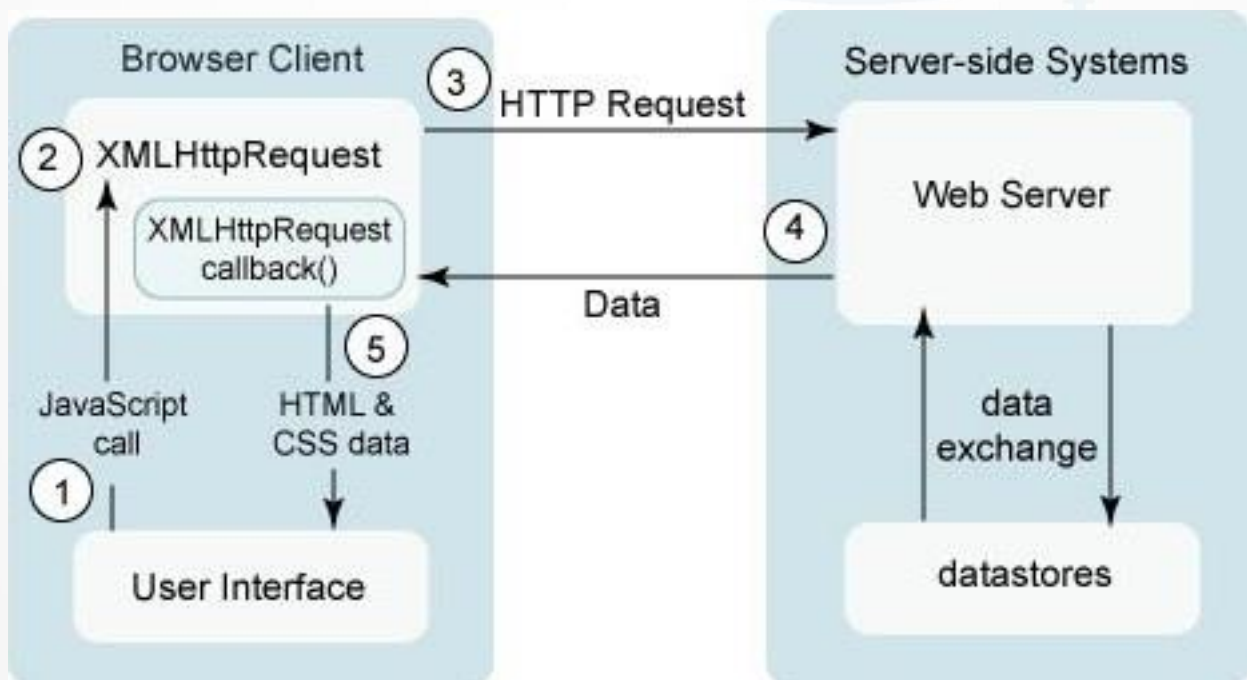 Browser Client
2
XMLHttpRequest
XMLHttpRequest
callback()
5
JavaScript
call
HTML &
CSS data
1
User Interface
3
HTTP Request
4
Data
Server-side Systems
Web Server
data
exchange
datastores